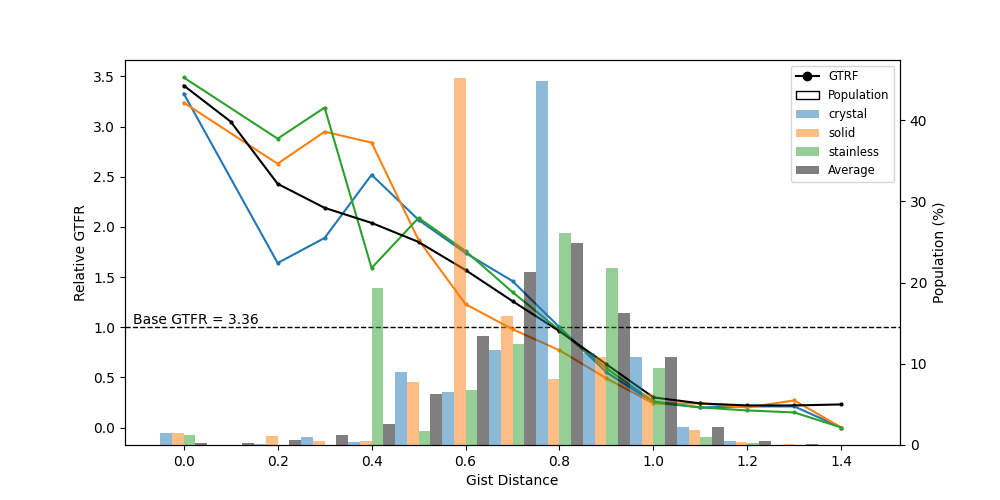 GTRF
Population
crystal
solid
stainless
Average
3.5
3.0
2.5
2.0
1.5
1.0
0.5
0.0
Relative GTFR
Base GTFR = 3.36
40
30
20
10
0
Population (%)
0.0 0.2 0.4 0.6 0.8 1.0 1.2 1.4
Gist Distance